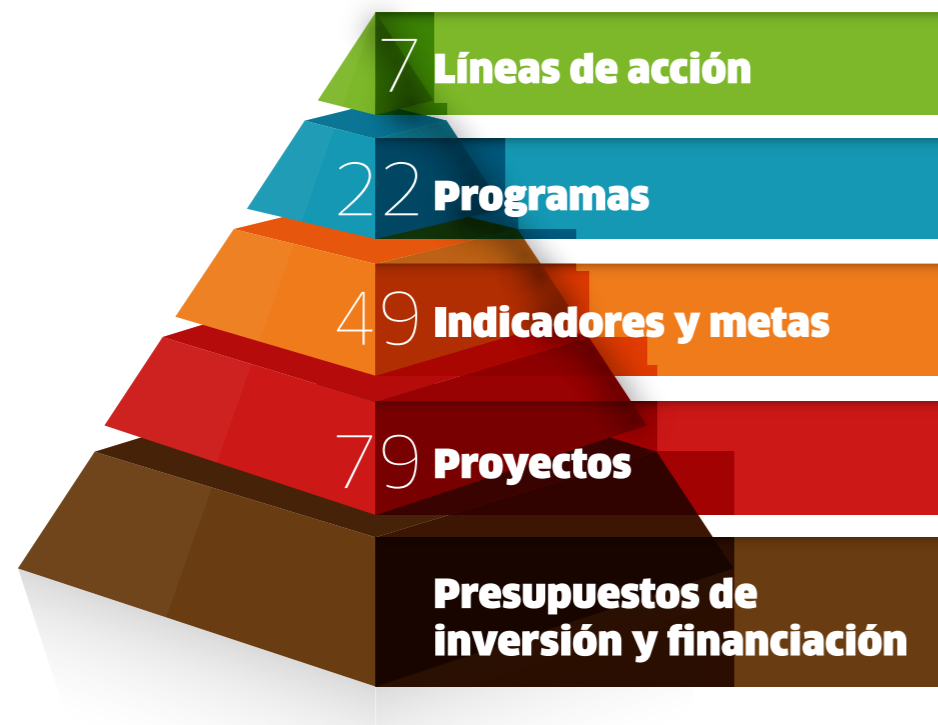 7 Líneas de acción
22 Programas
49 Indicadores y metas
79 Proyectos
Presupuestos de
inversión y financiación